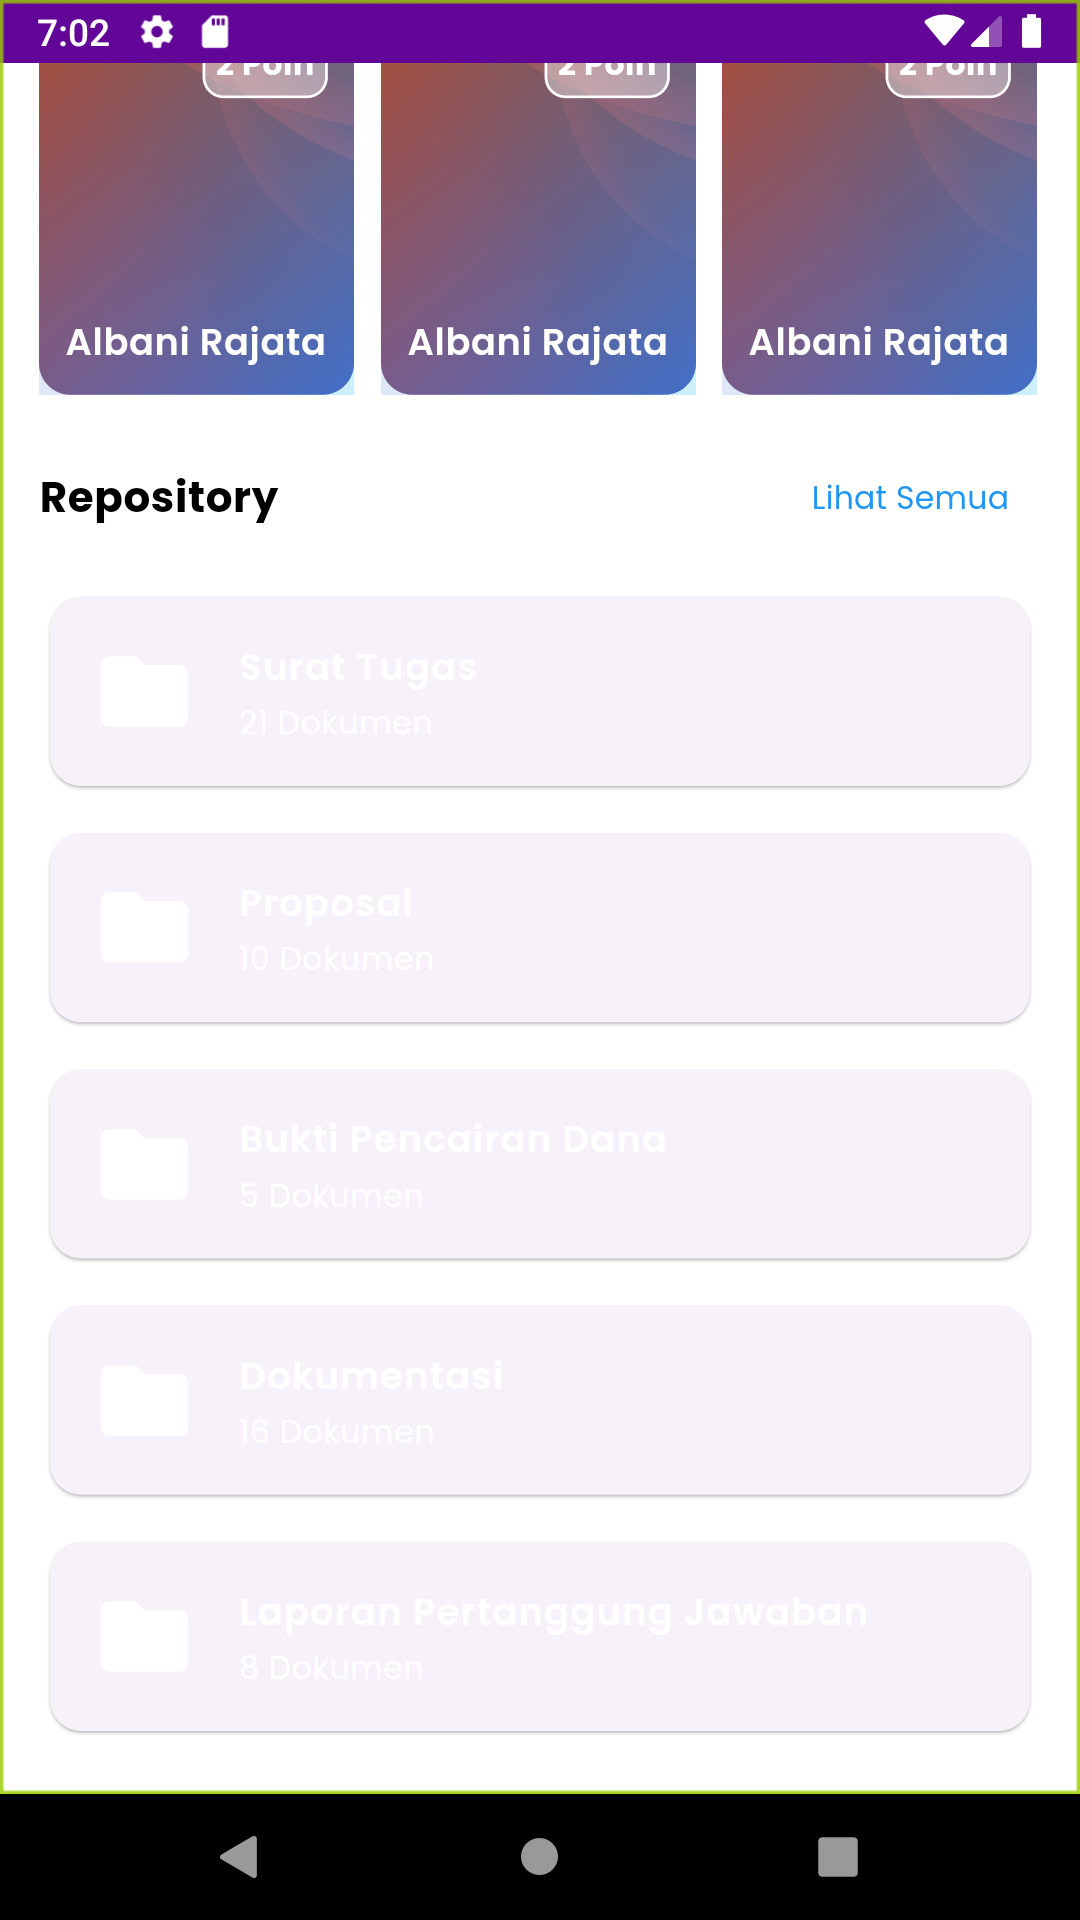 7:02
2 Poin 2 Poin 2 Poin
Albani Rajata Albani Rajata Albani Rajata
Repository Lihat Semua
Surat Tugas
21 Dokumen
Proposal
10 Dokumen
Bukti Pencairan Dana
5 Dokumen
Dokumentasi
16 Dokumen
Laporan Pertanggung Jawaban
8 Dokumen